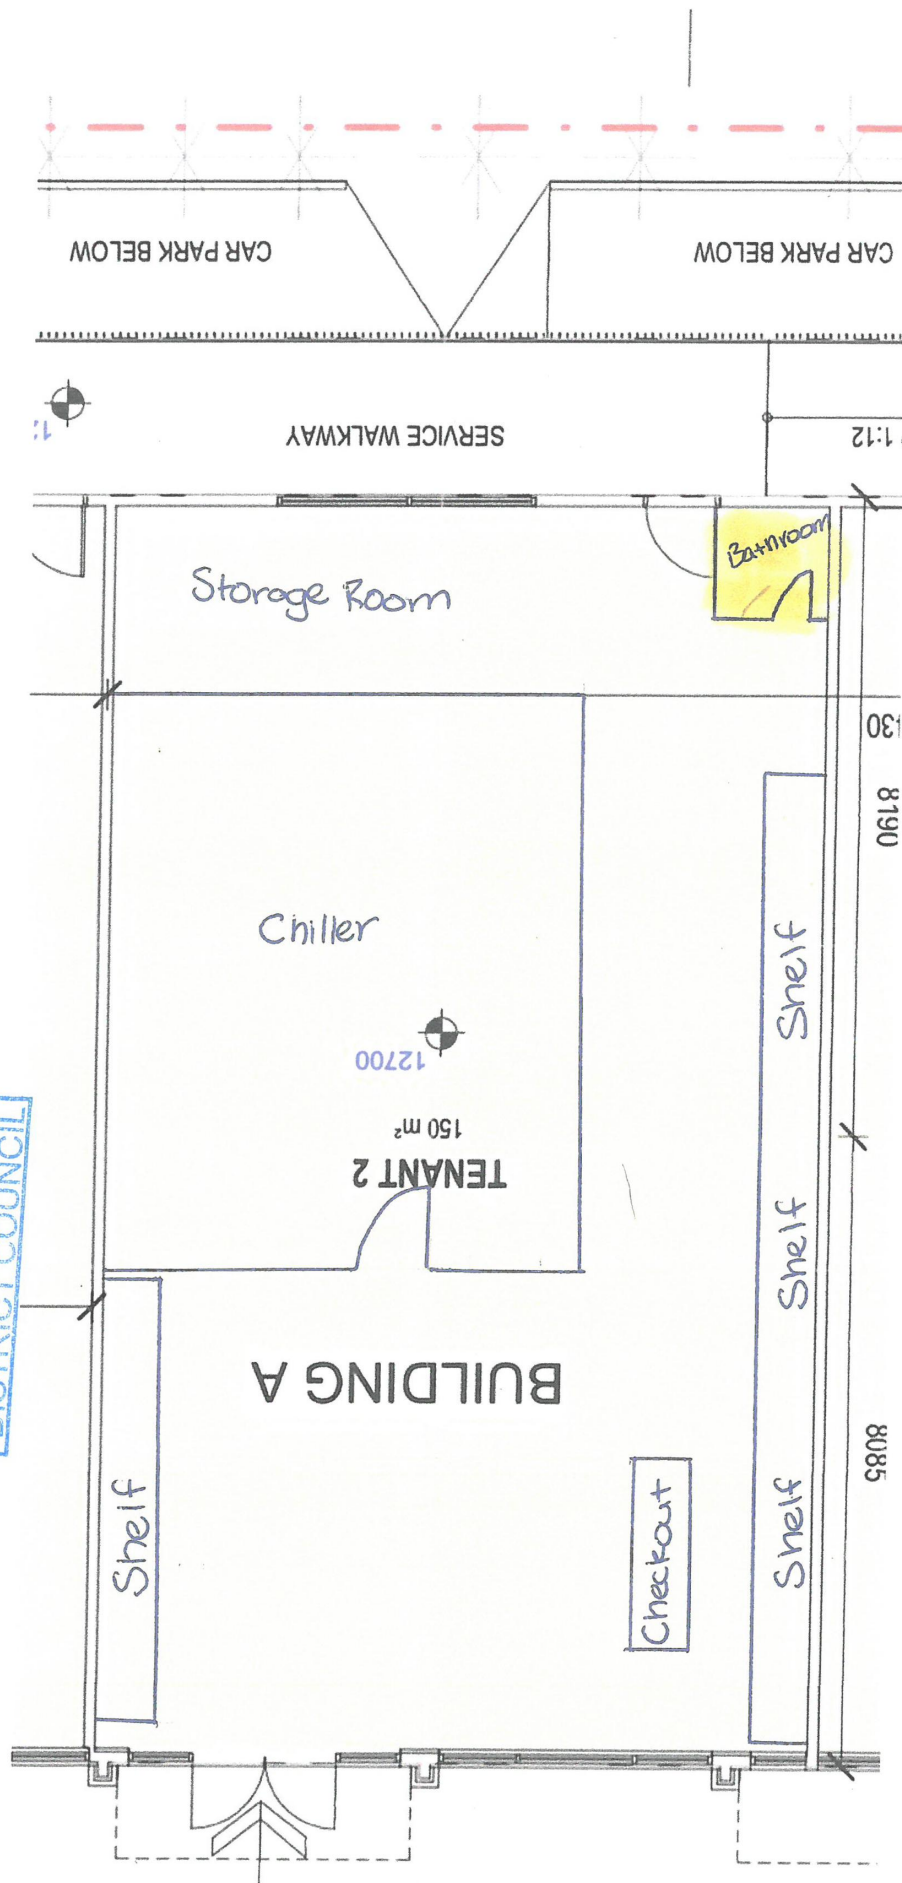 CAR PARK BELOW
CAR PARK BELOW
SERVICE WALKWAY
1:12
Bathroom
Storage Room
8190
Chiller
Shelf
12700
150 m²
TENANT 2
DISTRICT COUNCIL
Shelf
BUILDING A
8085
Shelf
Checkout
Shelf